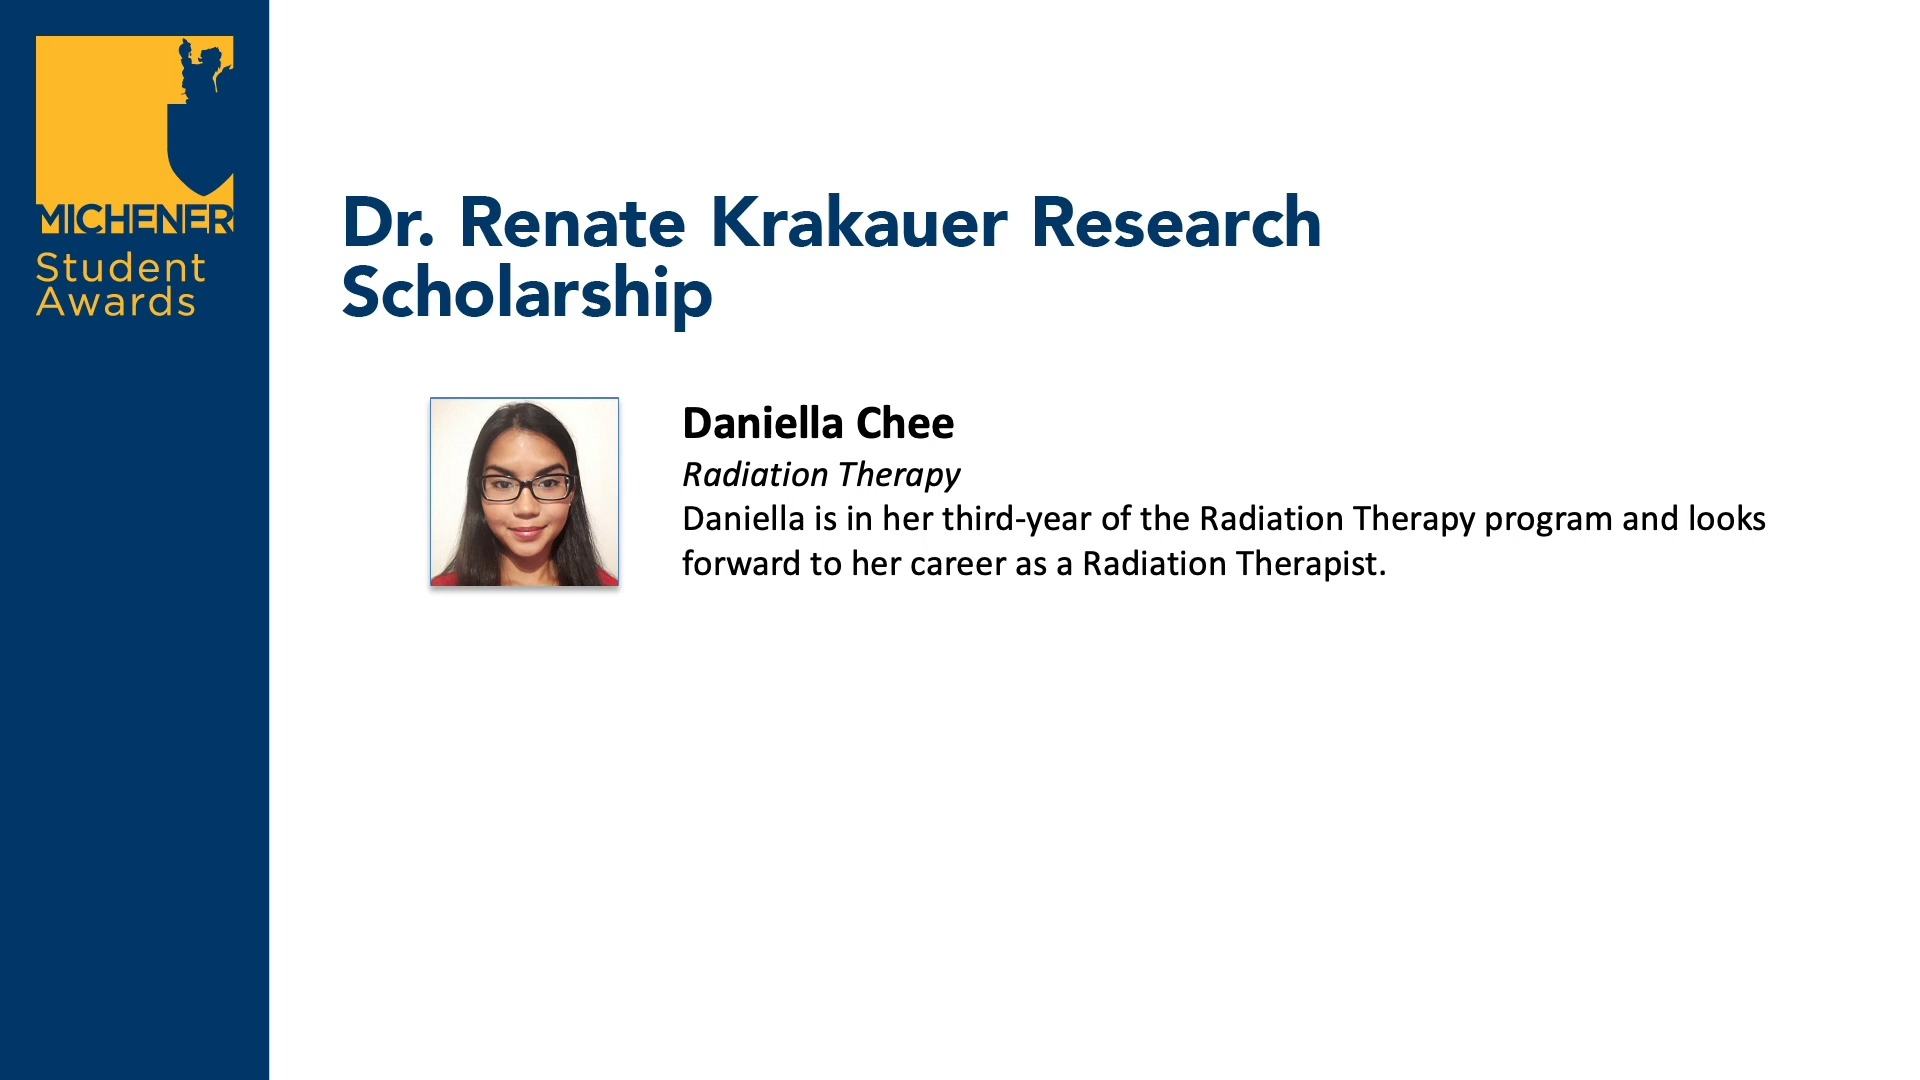 MICHENER
Student
Awards
Dr. Renate Krakauer Research
Scholarship
Daniella Chee
Radiation Therapy
Daniella is in her third-year of the Radiation Therapy program and looks
forward to her career as a Radiation Therapist.